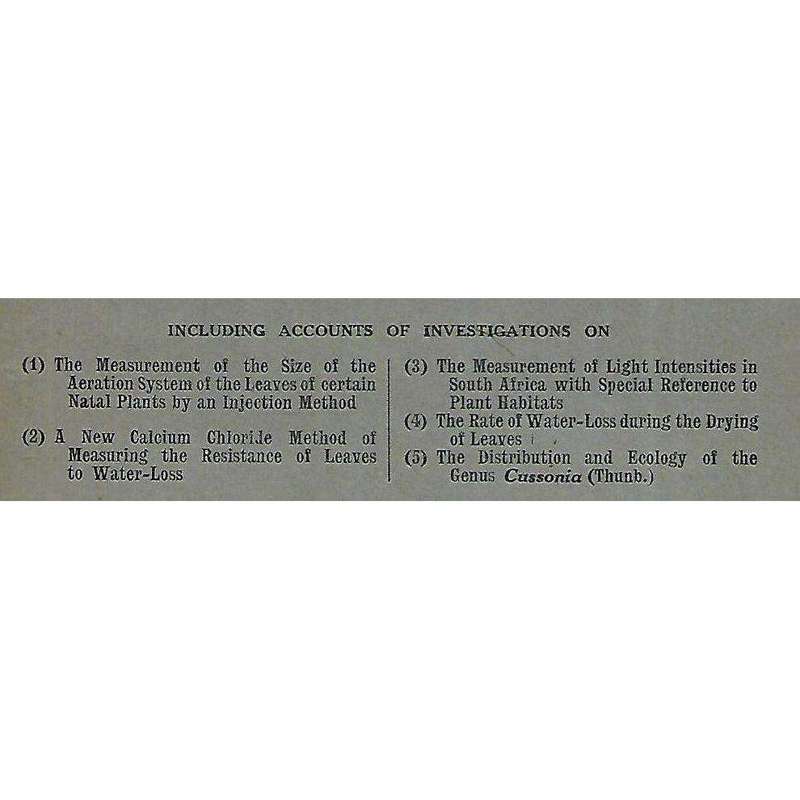 INCLUDING ACCOUNTS OF INVESTIGATIONS ON
(1) The Measurement of the Size of the
Aeration System of the Leaves of certain
Natal Plants by an Injection Method
(2) A New Calcium Chloride Method of
Measuring the Resistance of Leaves
to Water-Loss
(3) The Measurement of Light Intensities in
South Africa with Special Reference to
Plant Habitats
(4) The Rate of Water-Loss during the Drying
of Leaves
(5) The Distribution and Ecology of the
Genus Cussonia (Thunb.)